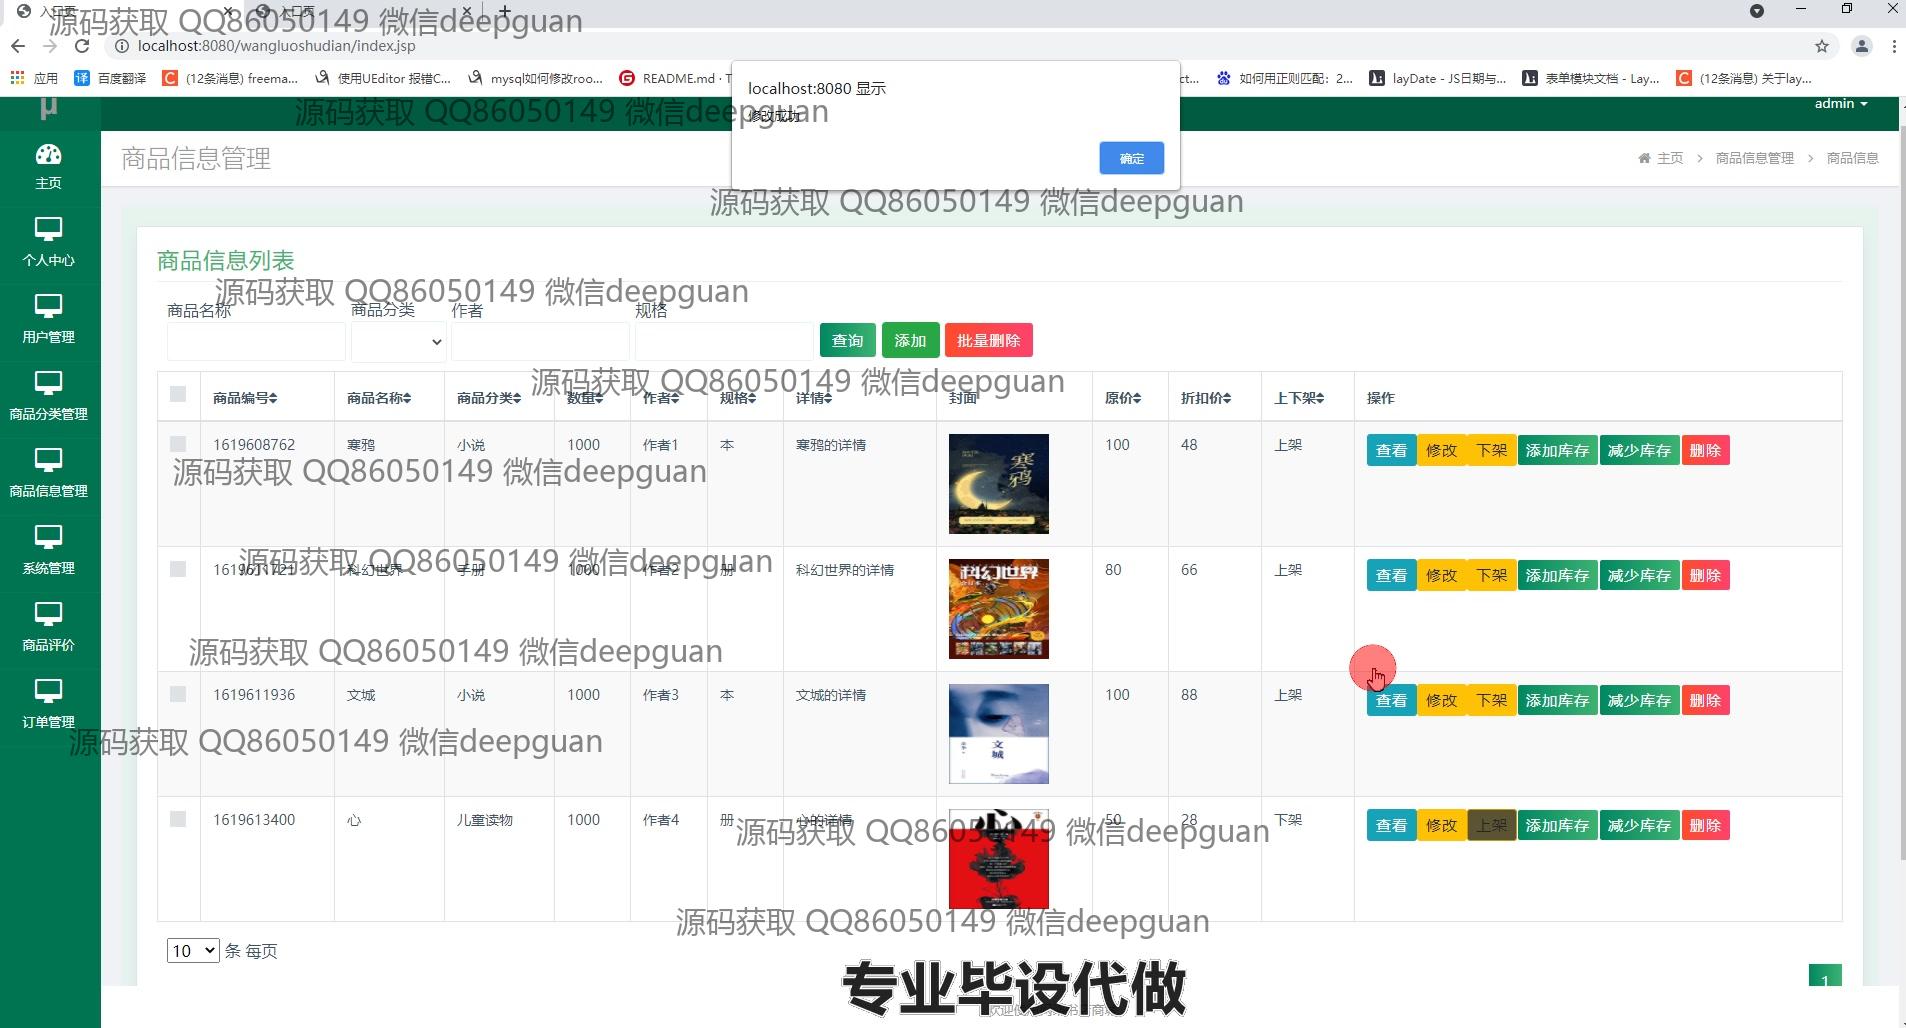 入口页
入口页
源码获取 QQ86050149 微信deepguan
localhost:8080/wangluoshudian/index.jsp
应用
百度翻译
(12条消息) freema...
使用UEditor 报错C...
mysql如何修改roo...
README.md · T
ct...
如何用正则匹配：2...
layDate - JS日期与...
表单模块文档 - Lay...
(12条消息) 关于lay...
localhost:8080 显示
修改成功
确定
μ
源码获取 QQ86050149 微信deepguan
admin
商品信息管理
主页 > 商品信息管理 > 商品信息
源码获取 QQ86050149 微信deepguan
主页
个人中心
用户管理
商品分类管理
商品信息管理
系统管理
商品评价
订单管理
商品信息列表
源码获取 QQ86050149 微信deepguan
商品名称 商品分类 作者 规格
查询 添加 批量删除
源码获取 QQ86050149 微信deepguan
商品编号 商品名称 商品分类 数量 作者 规格 详情 封面 原价 折扣价 上下架 操作
1619608762 寒鸦 小说 1000 作者1 本 寒鸦的详情 寒鸦 100 48 上架 查看 修改 下架 添加库存 减少库存 删除
源码获取 QQ86050149 微信deepguan
源码获取 QQ86050149 微信deepguan
1619611721 科幻世界 手册 1000 作者2 册 科幻世界的详情 科幻世界 80 66 上架 查看 修改 下架 添加库存 减少库存 删除
源码获取 QQ86050149 微信deepguan
1619611936 文城 小说 1000 作者3 本 文城的详情 文城 100 88 上架 查看 修改 下架 添加库存 减少库存 删除
源码获取 QQ86050149 微信deepguan
1619613400 心 儿童读物 1000 作者4 册 心的详情 心 50 28 下架 查看 修改 上架 添加库存 减少库存 删除
源码获取 QQ86050149 微信deepguan
源码获取 QQ86050149 微信deepguan
10 条 每页
1
专业毕设代做